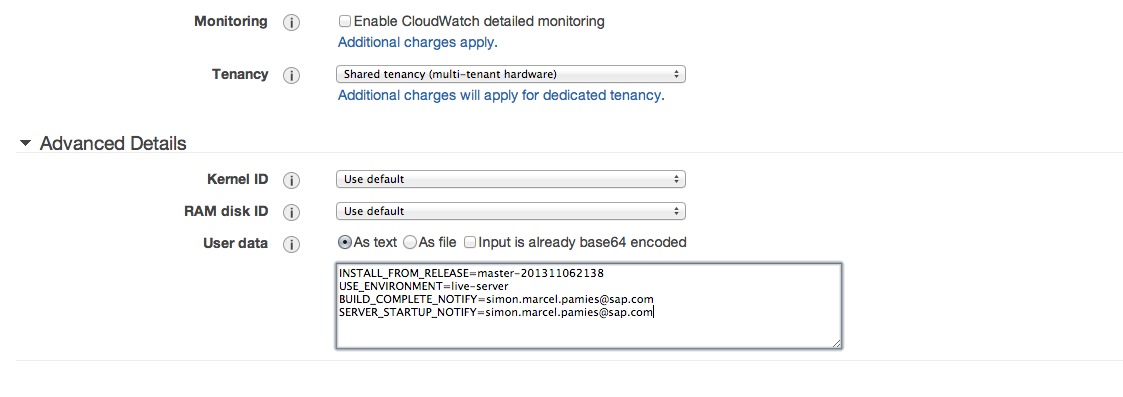 Monitoring i Enable CloudWatch detailed monitoring
Additional charges apply.
Tenancy i Shared tenancy (multi-tenant hardware)
Additional charges will apply for dedicated tenancy.
Advanced Details
Kernel ID i Use default
RAM disk ID i Use default
User data i As text As file Input is already base64 encoded
INSTALL_FROM_RELEASE=master-201311062138
USE_ENVIRONMENT=live-server
BUILD_COMPLETE_NOTIFY=simon.marcel.pamies@sap.com
SERVER_STARTUP_NOTIFY=simon.marcel.pamies@sap.com